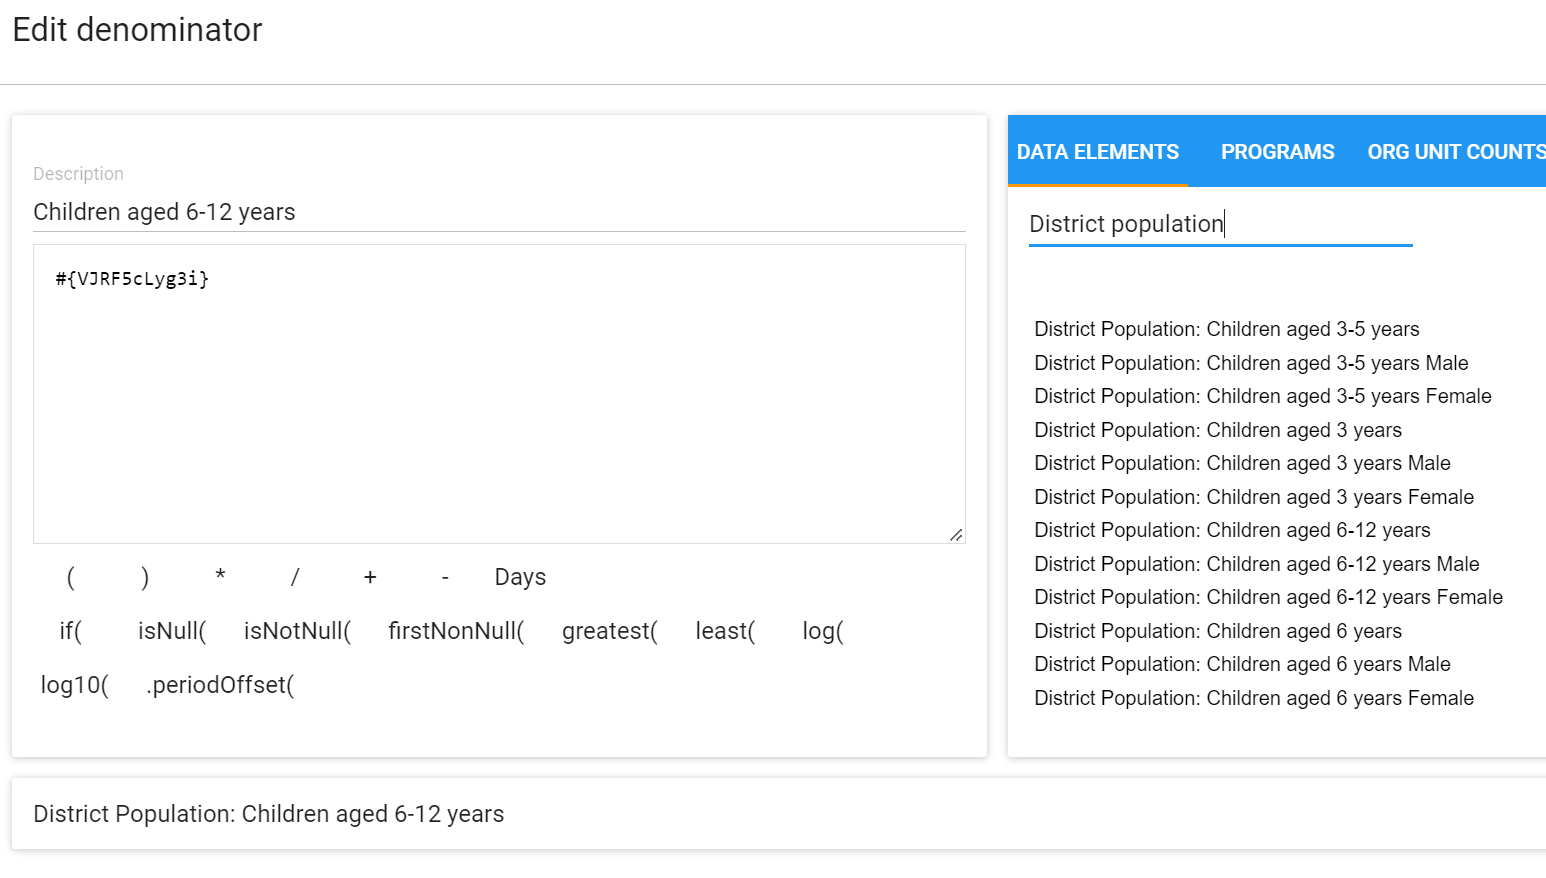 Edit denominator
Description
Children aged 6-12 years
#{VJRF5cLyg3i}
( ) * / + - Days
if( isNull( isNotNull( firstNonNull( greatest( least( log(
log10( .periodOffset(
DATA ELEMENTS PROGRAMS ORG UNIT COUNTS
District population
District Population: Children aged 3-5 years
District Population: Children aged 3-5 years Male
District Population: Children aged 3-5 years Female
District Population: Children aged 3 years
District Population: Children aged 3 years Male
District Population: Children aged 3 years Female
District Population: Children aged 6-12 years
District Population: Children aged 6-12 years Male
District Population: Children aged 6-12 years Female
District Population: Children aged 6 years
District Population: Children aged 6 years Male
District Population: Children aged 6 years Female
District Population: Children aged 6-12 years